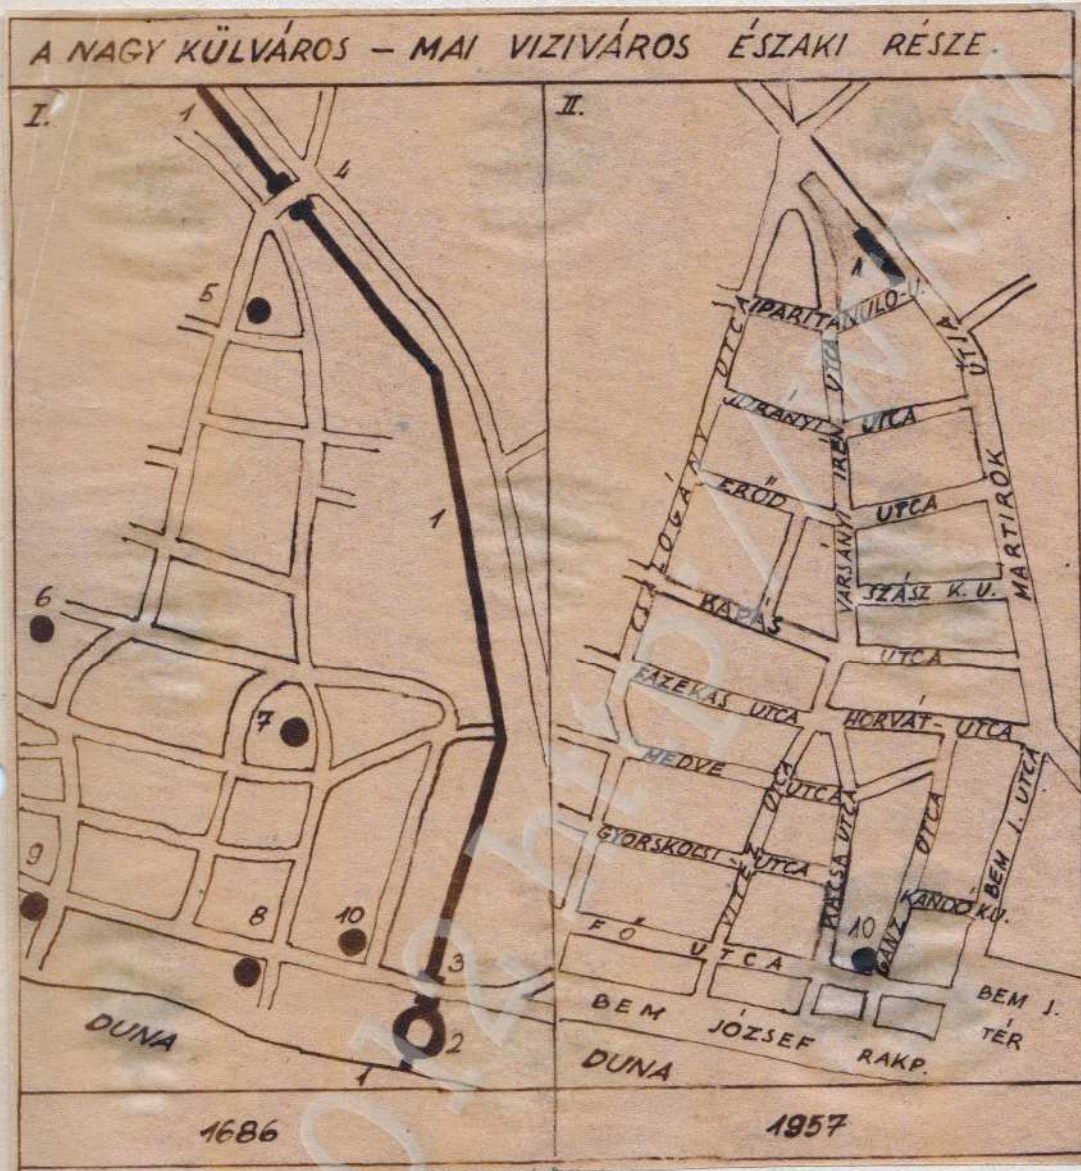 A NAGY KÜLVÁROS – MAI VIZIVÁROS ÉSZAKI RÉSZE.
I.
1
4
5
1
6
7
9
8
10
3
2
1
DUNA
1686
II.
1
IPARITANULÓ-U.
CSALOGÁNY UTCA
JURÁNYI UTCA
VARSÁNYI IRÉN UTCA
MARTIROK ÚTJA
ERŐD UTCA
SZÁSZ K. U.
KAPÁS UTCA
FAZEKAS UTCA
HORVÁT-UTCA
MEDVE UTCA
GYORSKOCSI-UTCA
KACSA UTCA
GANZ UTCA
BEM J. UTCA
KANDÓ K U.
10
FŐ UTCA
BEM JÓZSEF RAKP.
BEM J. TÉR
DUNA
1957